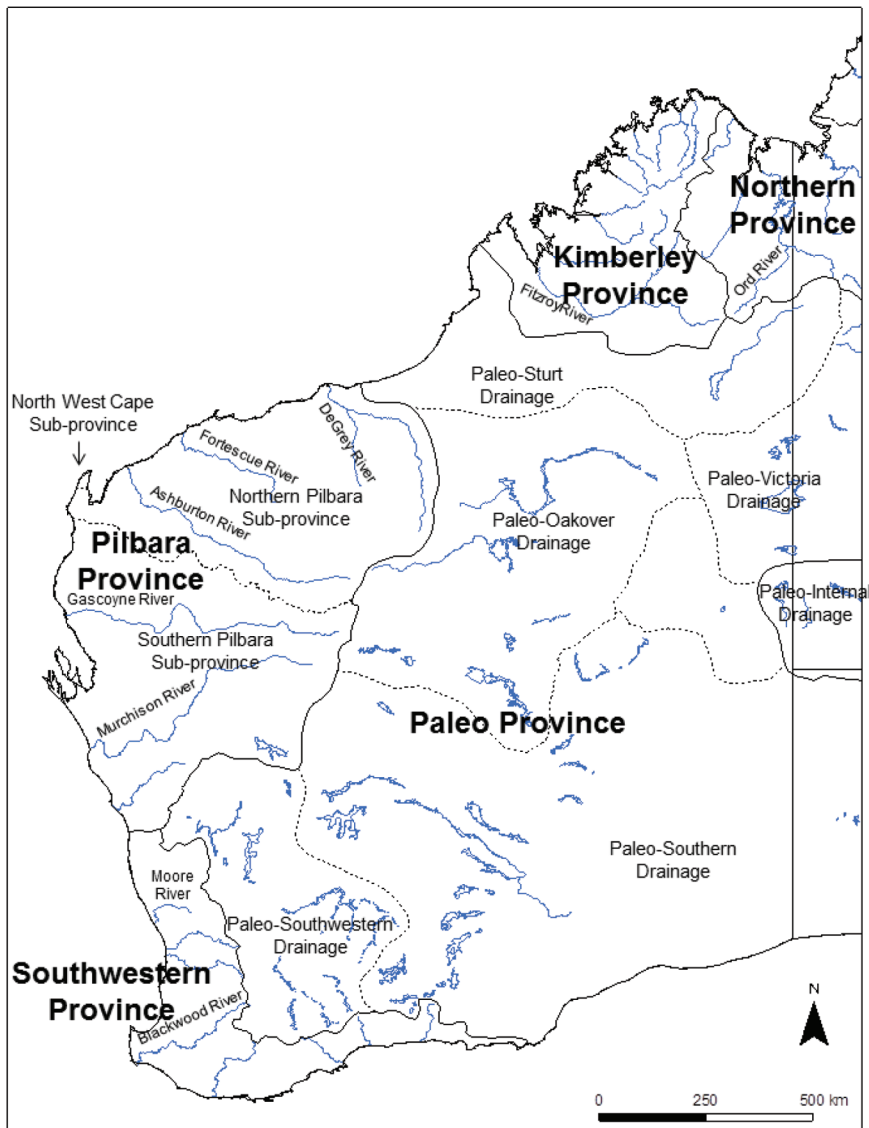 Northern
Province
Kimberley
Province
Ord River
FitzroyRiver
Paleo-Sturt
Drainage
North West Cape
Sub-province
DeGrey River
Fortescue River
Northern Pilbara
Sub-province
Ashburton River
Paleo-Victoria
Drainage
Paleo-Oakover
Drainage
Pilbara
Province
Paleo-Internal
Drainage
Gascoyne River
Southern Pilbara
Sub-province
Murchison River
Paleo Province
Paleo-Southern
Drainage
Moore
River
Paleo-Southwestern
Drainage
Southwestern
Province
Blackwood River
N
0 250 500 km